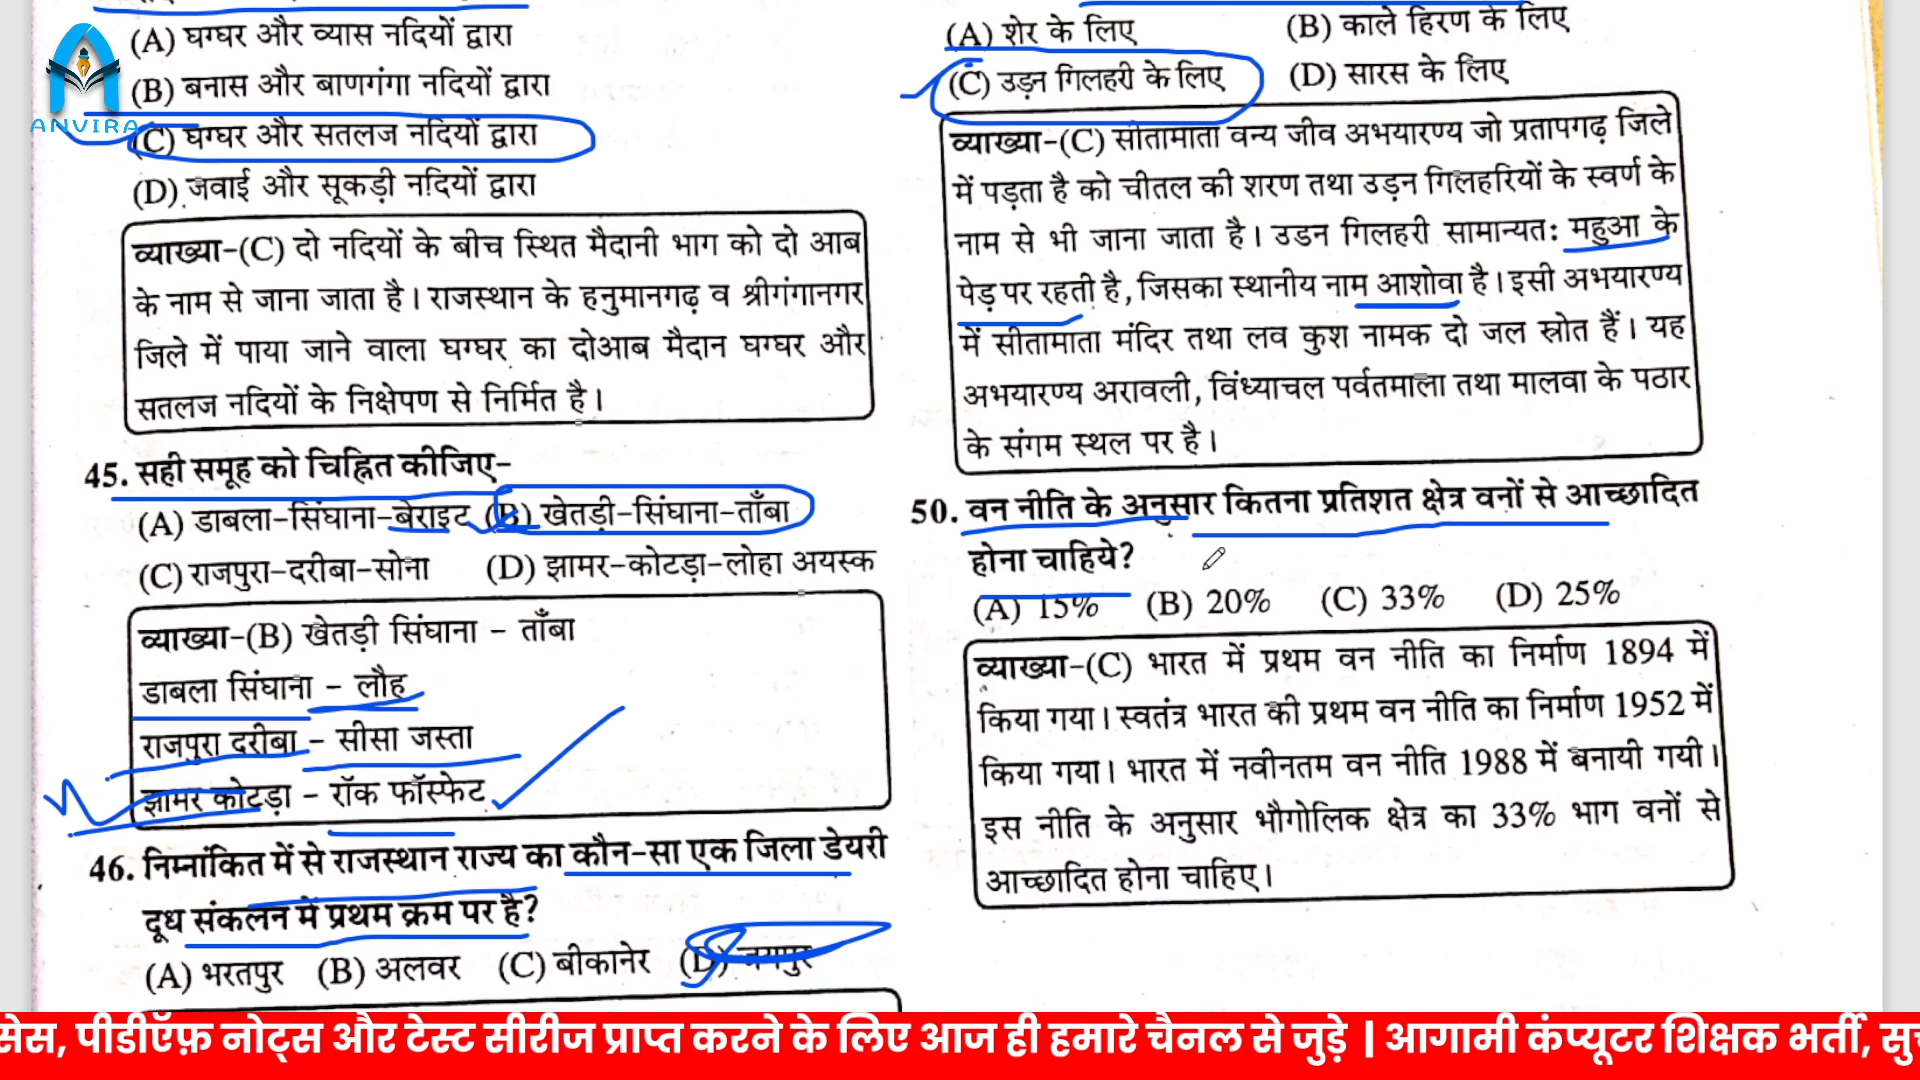 ANVIRA
(A) घग्घर और व्यास नदियों द्वारा
(B) बनास और बाणगंगा नदियों द्वारा
(C) घग्घर और सतलज नदियों द्वारा
(D) जवाई और सूकड़ी नदियों द्वारा
व्याख्या-(C) दो नदियों के बीच स्थित मैदानी भाग को दो आब
के नाम से जाना जाता है। राजस्थान के हनुमानगढ़ व श्रीगंगानगर
जिले में पाया जाने वाला घग्घर का दोआब मैदान घग्घर और
सतलज नदियों के निक्षेपण से निर्मित है।
45. सही समूह को चिह्नित कीजिए-
(A) डाबला-सिंघाना-बेराइट (B) खेतड़ी-सिंघाना-ताँबा
(C) राजपुरा-दरीबा-सोना (D) झामर-कोटड़ा-लोहा अयस्क
व्याख्या-(B) खेतड़ी सिंघाना - ताँबा
डाबला सिंघाना - लौह
राजपुरा दरीबा - सीसा जस्ता
झामर कोटड़ा - रॉक फॉस्फेट
46. निम्नांकित में से राजस्थान राज्य का कौन-सा एक जिला डेयरी
दूध संकलन में प्रथम क्रम पर है?
(A) भरतपुर (B) अलवर (C) बीकानेर (D) जयपुर
(A) शेर के लिए (B) काले हिरण के लिए
(C) उड़न गिलहरी के लिए (D) सारस के लिए
व्याख्या-(C) सीतामाता वन्य जीव अभयारण्य जो प्रतापगढ़ जिले
में पड़ता है को चीतल की शरण तथा उड़न गिलहरियों के स्वर्ण के
नाम से भी जाना जाता है। उडन गिलहरी सामान्यत: महुआ के
पेड़ पर रहती है, जिसका स्थानीय नाम आशोवा है। इसी अभयारण्य
में सीतामाता मंदिर तथा लव कुश नामक दो जल स्रोत हैं। यह
अभयारण्य अरावली, विंध्याचल पर्वतमाला तथा मालवा के पठार
के संगम स्थल पर है।
50. वन नीति के अनुसार कितना प्रतिशत क्षेत्र वनों से आच्छादित
होना चाहिये?
(A) 15% (B) 20% (C) 33% (D) 25%
व्याख्या-(C) भारत में प्रथम वन नीति का निर्माण 1894 में
किया गया। स्वतंत्र भारत की प्रथम वन नीति का निर्माण 1952 में
किया गया। भारत में नवीनतम वन नीति 1988 में बनायी गयी।
इस नीति के अनुसार भौगोलिक क्षेत्र का 33% भाग वनों से
आच्छादित होना चाहिए।
पीडीऍफ़ नोट्स और टेस्ट सीरीज प्राप्त करने के लिए आज ही हमारे चैनल से जुड़े | आगामी कंप्यूटर शिक्षक भर्ती,